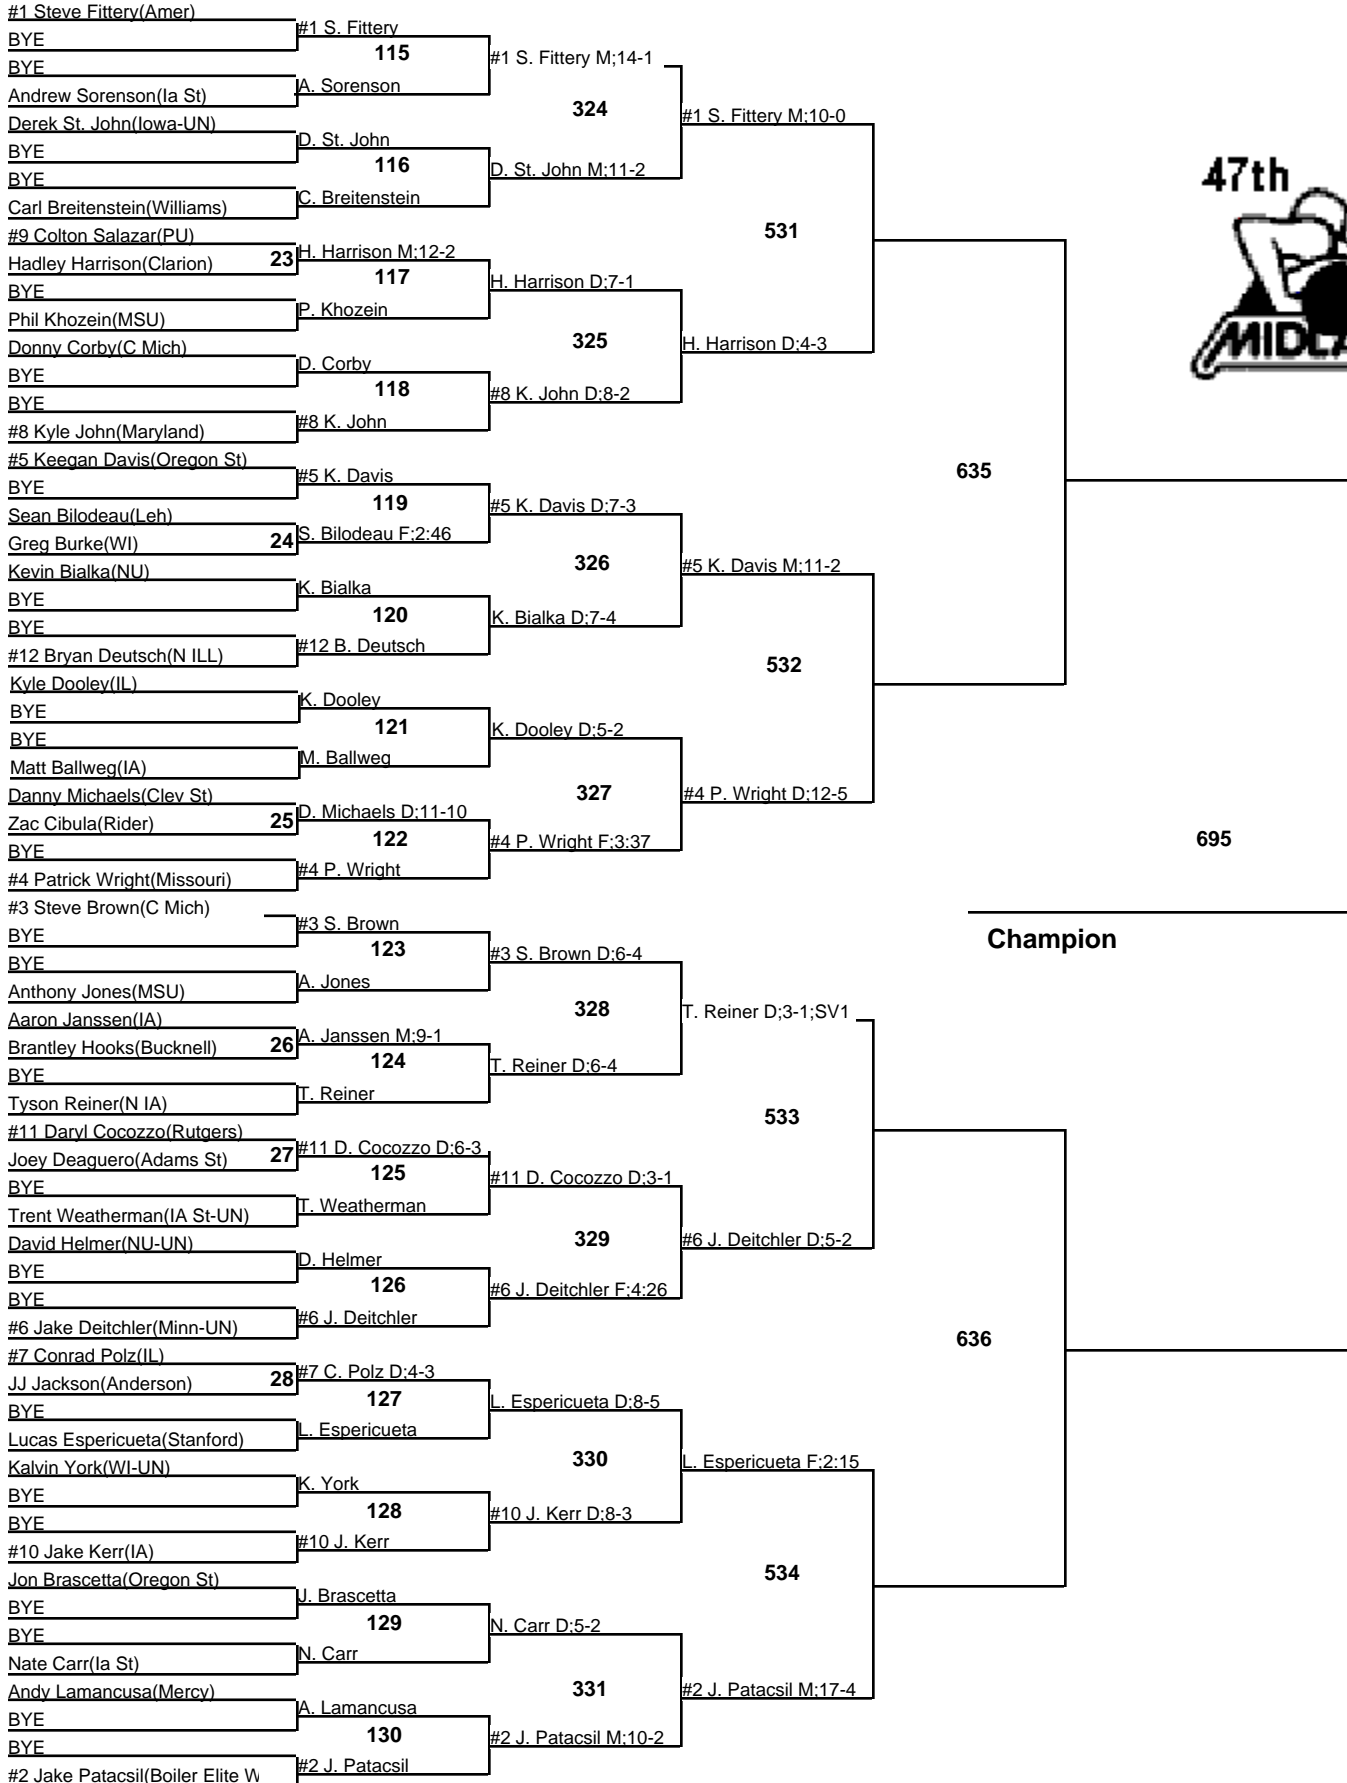 #1 Steve Fittery(Amer)
BYE
BYE
Andrew Sorenson(Ia St)
Derek St. John(Iowa-UN)
BYE
BYE
Carl Breitenstein(Williams)
#9 Colton Salazar(PU)
Hadley Harrison(Clarion)
BYE
Phil Khozein(MSU)
Donny Corby(C Mich)
BYE
BYE
#8 Kyle John(Maryland)
#5 Keegan Davis(Oregon St)
BYE
Sean Bilodeau(Leh)
Greg Burke(WI)
Kevin Bialka(NU)
BYE
BYE
#12 Bryan Deutsch(N ILL)
Kyle Dooley(IL)
BYE
BYE
Matt Ballweg(IA)
Danny Michaels(Clev St)
Zac Cibula(Rider)
BYE
#4 Patrick Wright(Missouri)
#3 Steve Brown(C Mich)
BYE
BYE
Anthony Jones(MSU)
Aaron Janssen(IA)
Brantley Hooks(Bucknell)
BYE
Tyson Reiner(N IA)
#11 Daryl Cocozzo(Rutgers)
Joey Deaguero(Adams St)
BYE
Trent Weatherman(IA St-UN)
David Helmer(NU-UN)
BYE
BYE
#6 Jake Deitchler(Minn-UN)
#7 Conrad Polz(IL)
JJ Jackson(Anderson)
BYE
Lucas Espericueta(Stanford)
Kalvin York(WI-UN)
BYE
BYE
#10 Jake Kerr(IA)
Jon Brascetta(Oregon St)
BYE
BYE
Nate Carr(Ia St)
Andy Lamancusa(Mercy)
BYE
BYE
#2 Jake Patacsil(Boiler Elite W
23
24
25
26
27
28
#1 S. Fittery
115
A. Sorenson
D. St. John
116
C. Breitenstein
H. Harrison M;12-2
117
P. Khozein
D. Corby
118
#8 K. John
#5 K. Davis
119
S. Bilodeau F;2:46
K. Bialka
120
#12 B. Deutsch
K. Dooley
121
M. Ballweg
D. Michaels D;11-10
122
#4 P. Wright
#3 S. Brown
123
A. Jones
A. Janssen M;9-1
124
T. Reiner
#11 D. Cocozzo D;6-3
125
T. Weatherman
D. Helmer
126
#6 J. Deitchler
#7 C. Polz D;4-3
127
L. Espericueta
K. York
128
#10 J. Kerr
J. Brascetta
129
N. Carr
A. Lamancusa
130
#2 J. Patacsil
#1 S. Fittery M;14-1
324
D. St. John M;11-2
H. Harrison D;7-1
325
#8 K. John D;8-2
#5 K. Davis D;7-3
326
K. Bialka D;7-4
K. Dooley D;5-2
327
#4 P. Wright F;3:37
#3 S. Brown D;6-4
328
T. Reiner D;6-4
#11 D. Cocozzo D;3-1
329
#6 J. Deitchler F;4:26
L. Espericueta D;8-5
330
#10 J. Kerr D;8-3
N. Carr D;5-2
331
#2 J. Patacsil M;10-2
#1 S. Fittery M;10-0
531
H. Harrison D;4-3
#5 K. Davis M;11-2
532
#4 P. Wright D;12-5
T. Reiner D;3-1;SV1
533
#6 J. Deitchler D;5-2
L. Espericueta F;2:15
534
#2 J. Patacsil M;17-4
635
636
47th
MIDLA
695
Champion